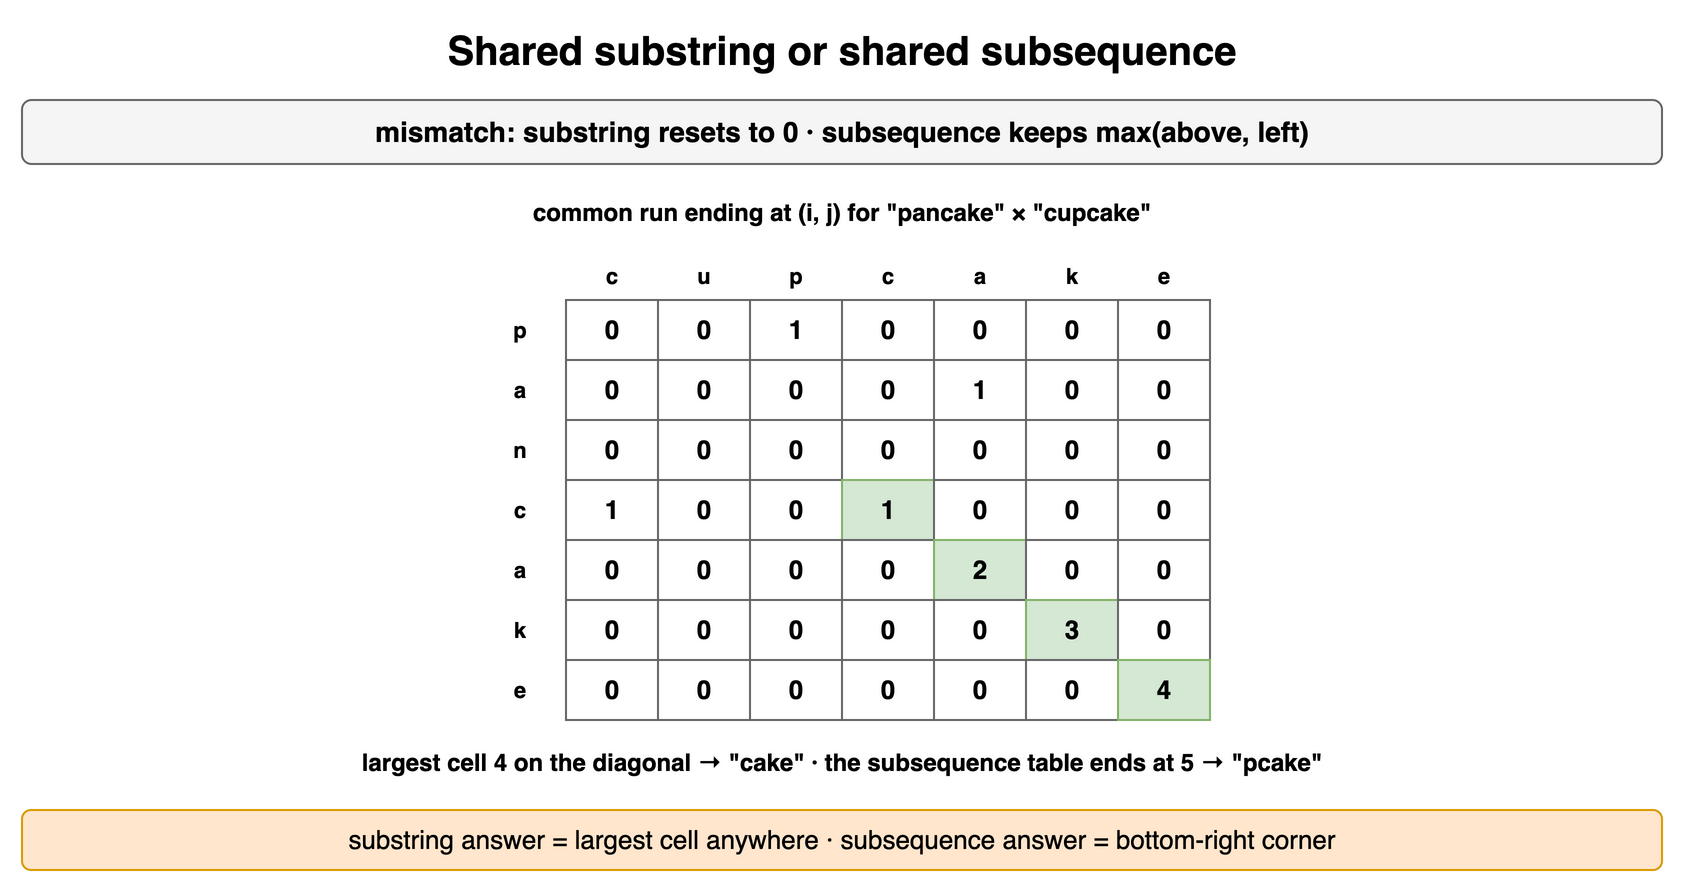 Shared substring or shared subsequence
mismatch: substring resets to 0 · subsequence keeps max(above, left)
common run ending at (i, j) for "pancake" × "cupcake"
c u p c a k e
p 0 0 1 0 0 0 0
a 0 0 0 0 1 0 0
n 0 0 0 0 0 0 0
c 1 0 0 1 0 0 0
a 0 0 0 0 2 0 0
k 0 0 0 0 0 3 0
e 0 0 0 0 0 0 4
largest cell 4 on the diagonal → "cake" · the subsequence table ends at 5 → "pcake"
substring answer = largest cell anywhere · subsequence answer = bottom-right corner